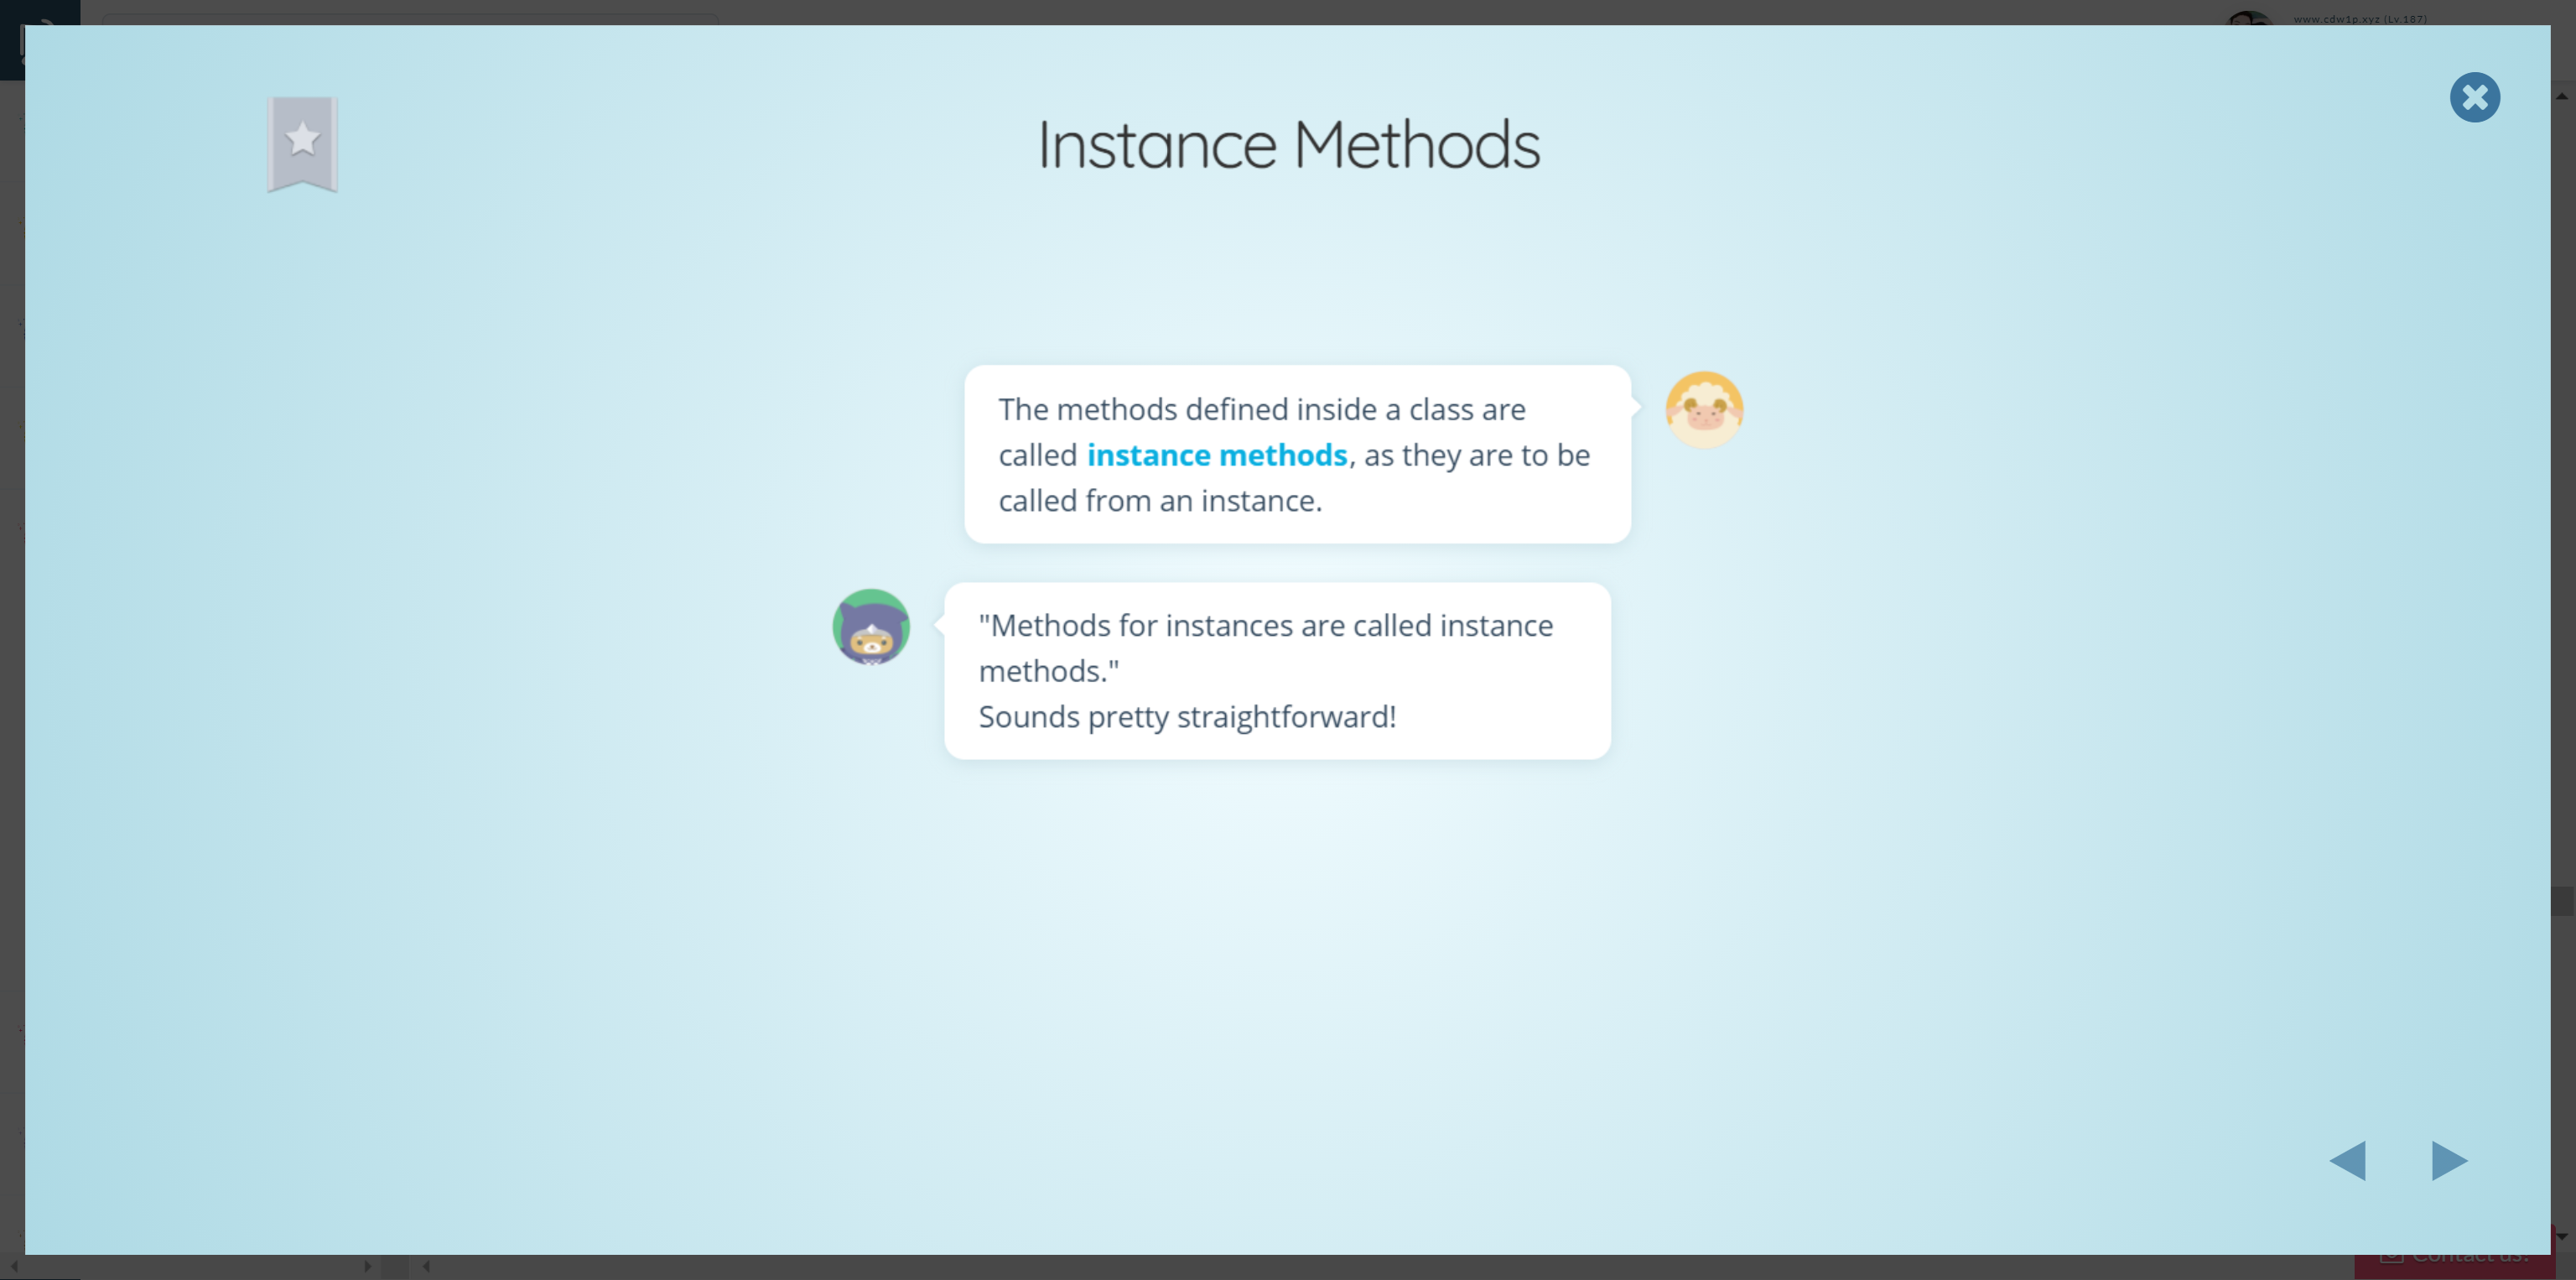 www.cdw1p.xyz (Lv.187)
Instance Methods
The methods defined inside a class are
called instance methods, as they are to be
called from an instance.
"Methods for instances are called instance
methods."
Sounds pretty straightforward!
Contact us!